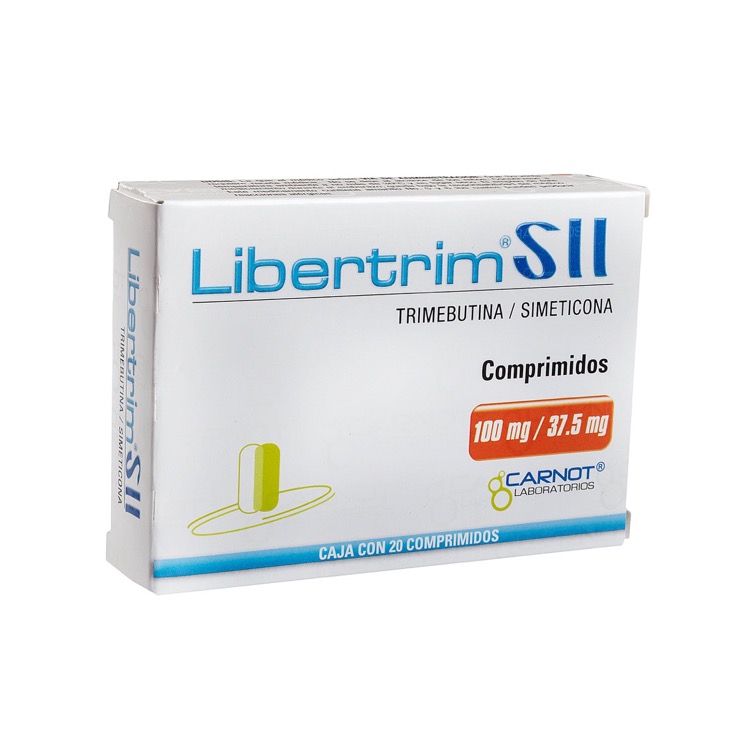 Libertrim® SII
TRIMEBUTINA / SIMETICONA
Comprimidos
100 mg / 37.5 mg
CARNOT®
LABORATORIOS
CAJA CON 20 COMPRIMIDOS
Libertrim® SII
TRIMEBUTINA / SIMETICONA